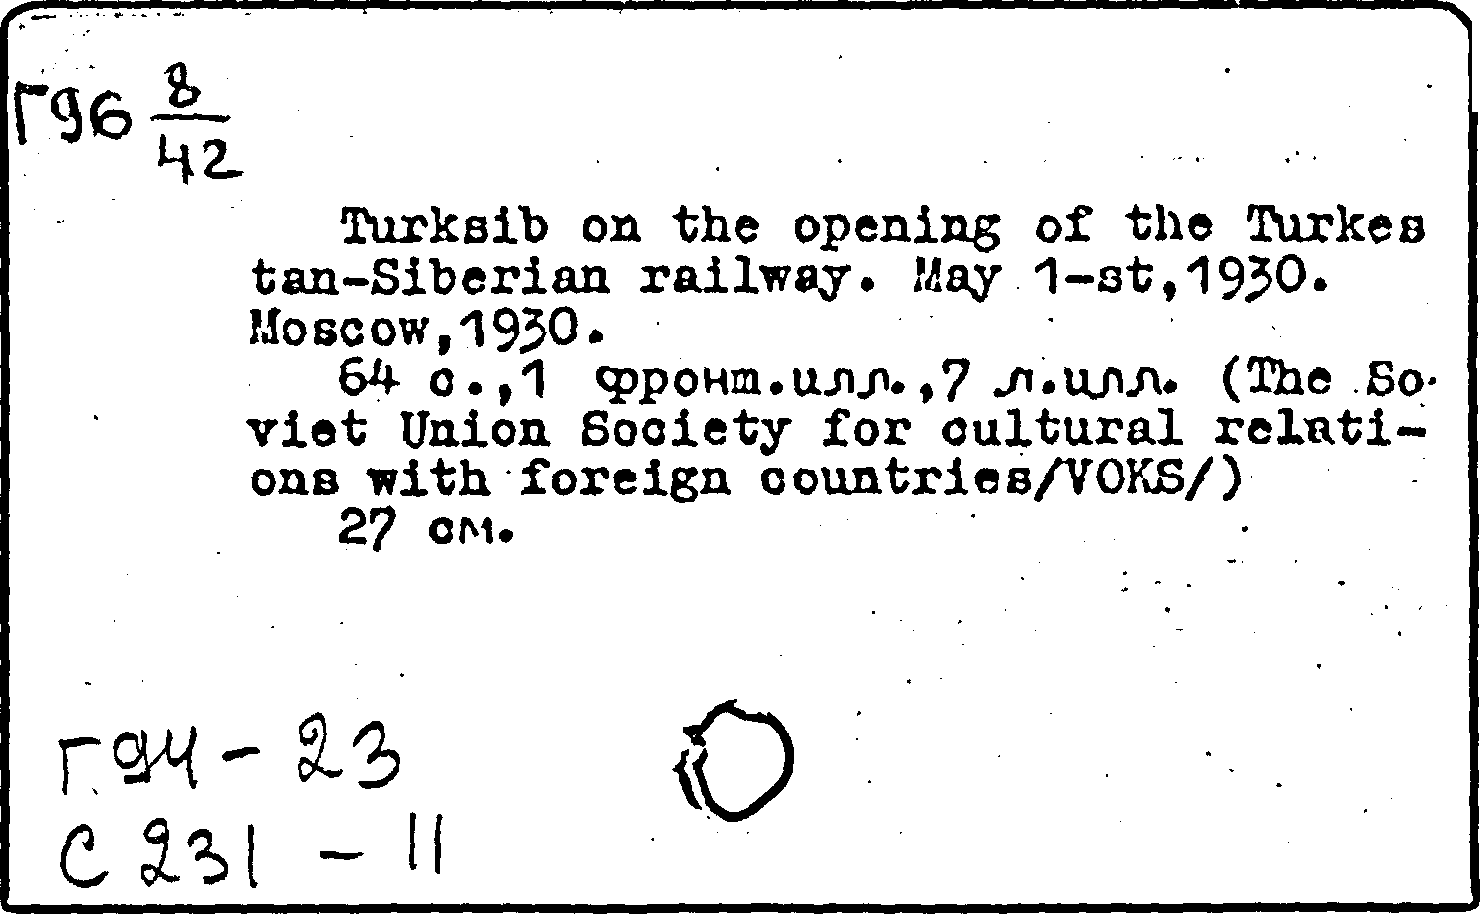 Г96 8/42
Turksib on the opening of the Turkes
tan-Siberian railway. May 1-st,1930.
Moscow,1930.
64 с.,1 фронт.илл.,7 л.илл. (The So-
viet Union Society for cultural relati-
ons with foreign countries/VOKS/)
27 см.
Г94-23
С231-11